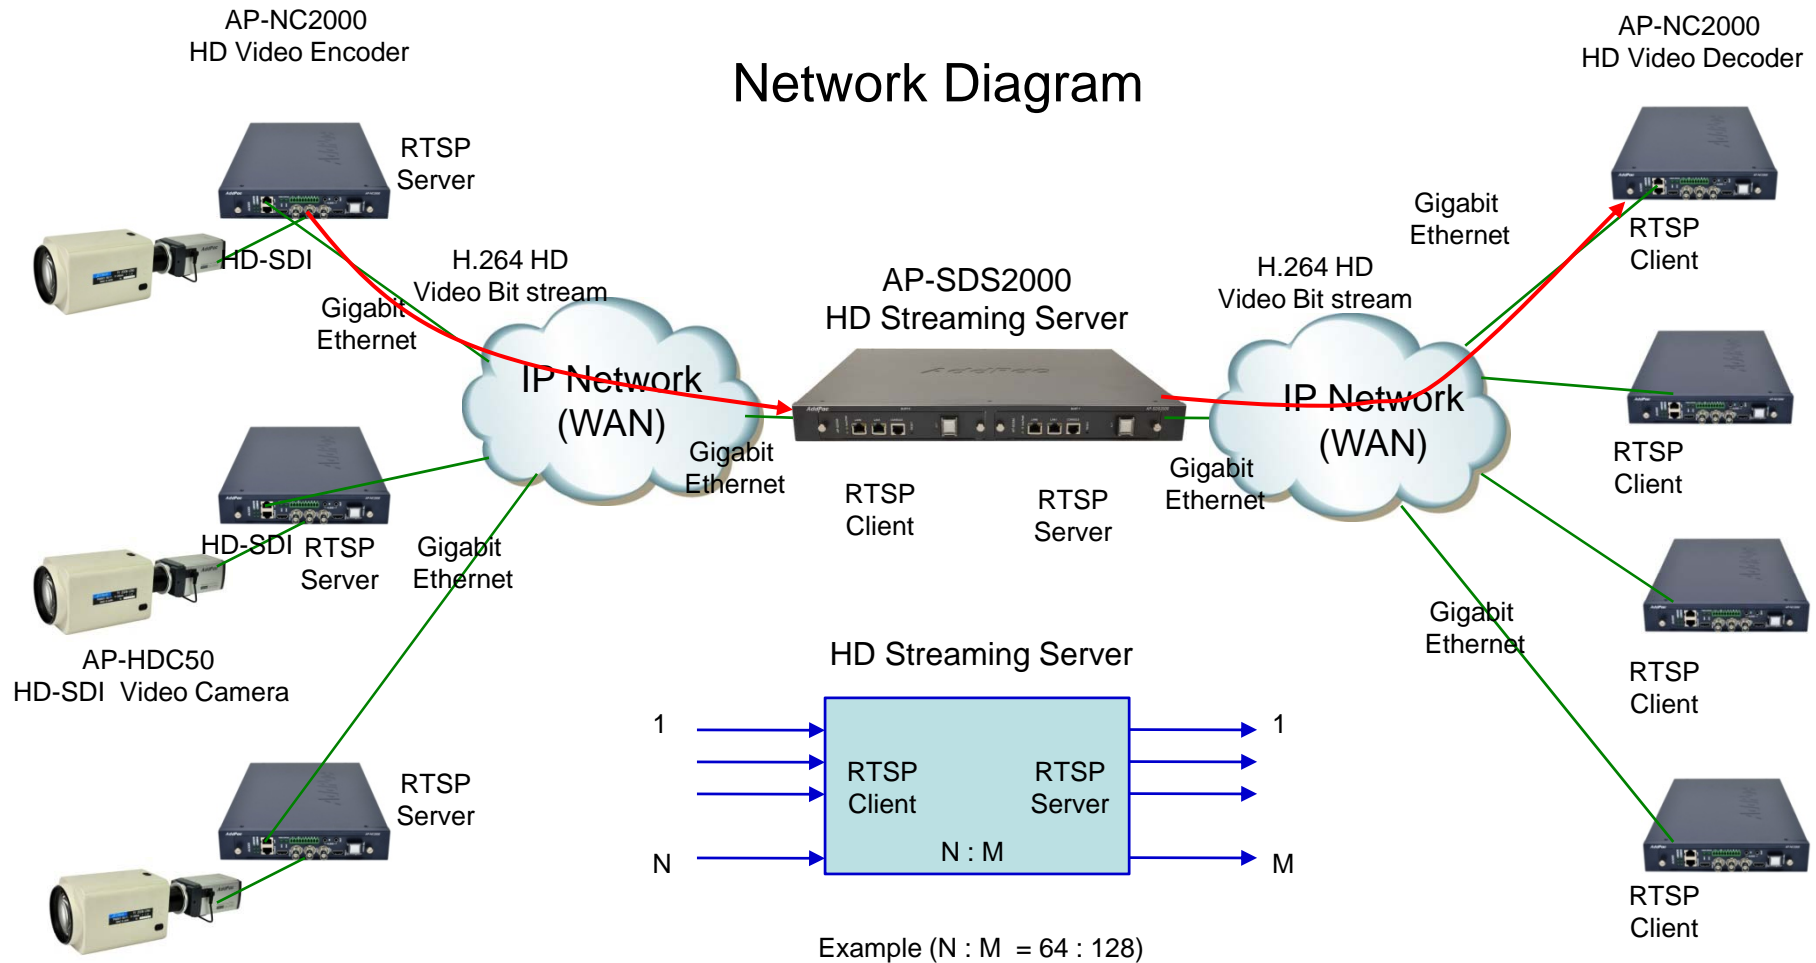 AP-NC2000
HD Video Encoder
Network Diagram
AP-NC2000
HD Video Decoder
RTSP
Server
HD-SDI
Gigabit
Ethernet
H.264 HD
Video Bit stream
AP-SDS2000
HD Streaming Server
H.264 HD
Video Bit stream
Gigabit
Ethernet
RTSP
Client
IP Network
(WAN)
AddPac
IP Network
(WAN)
Gigabit
Ethernet
RTSP
Client
RTSP
Server
Gigabit
Ethernet
RTSP
Client
HD-SDI
RTSP
Server
Gigabit
Ethernet
AP-HDC50
HD-SDI Video Camera
Gigabit
Ethernet
RTSP
Client
HD Streaming Server
1
1
RTSP
Client
RTSP
Server
N
N : M
M
RTSP
Server
RTSP
Client
Example (N : M = 64 : 128)